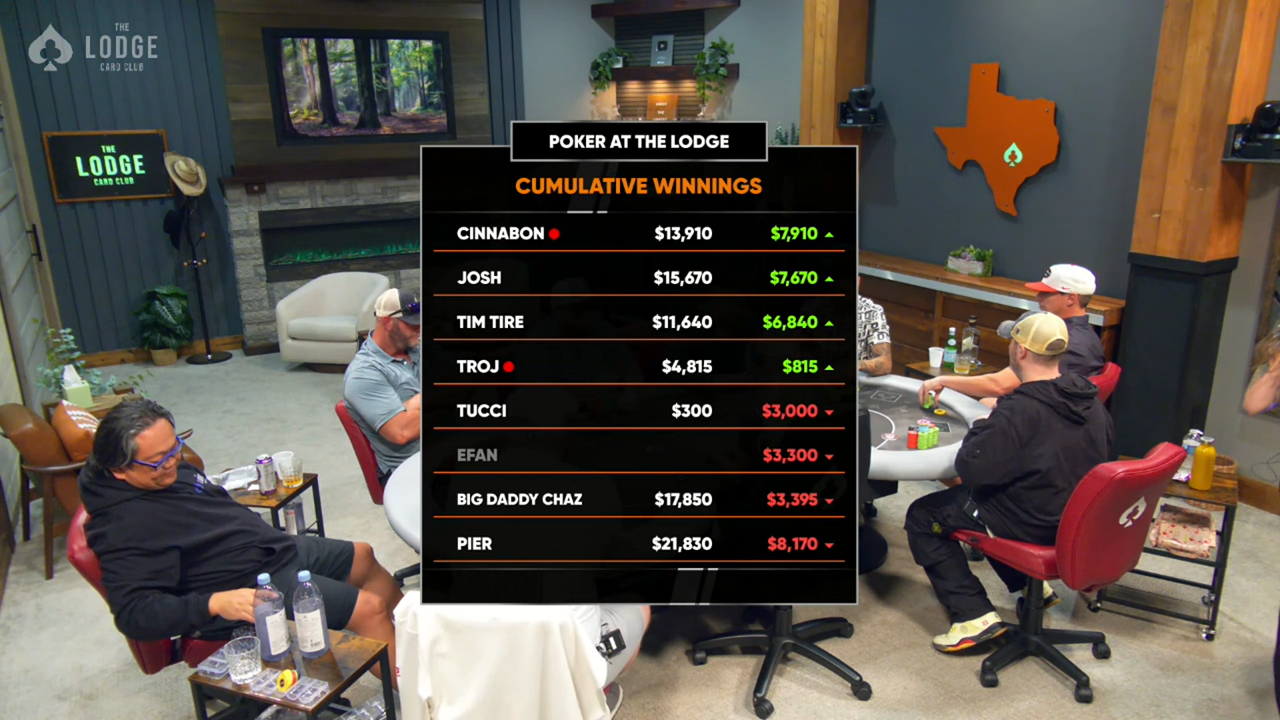 THE
LODGE
CARD CLUB
THE
LODGE
CARD CLUB
POKER AT THE LODGE
CUMULATIVE WINNINGS
CINNABON $13,910 $7,910
JOSH $15,670 $7,670
TIM TIRE $11,640 $6,840
TROJ $4,815 $815
TUCCI $300 $3,000
EFAN $3,300
BIG DADDY CHAZ $17,850 $3,395
PIER $21,830 $8,170